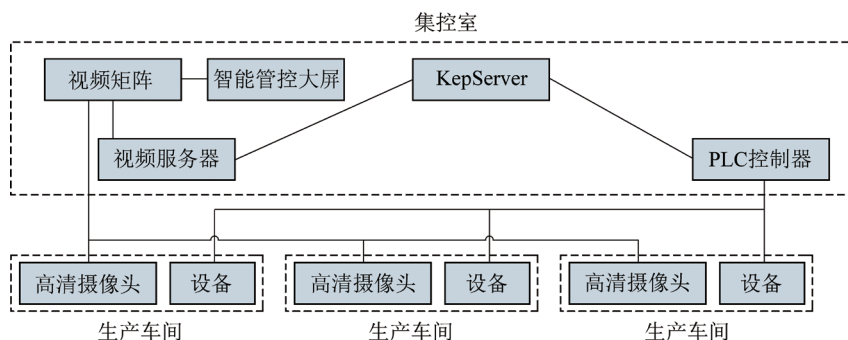 集控室
视频矩阵
智能管控大屏
KepServer
视频服务器
PLC控制器
高清摄像头
设备
高清摄像头
设备
高清摄像头
设备
生产车间
生产车间
生产车间